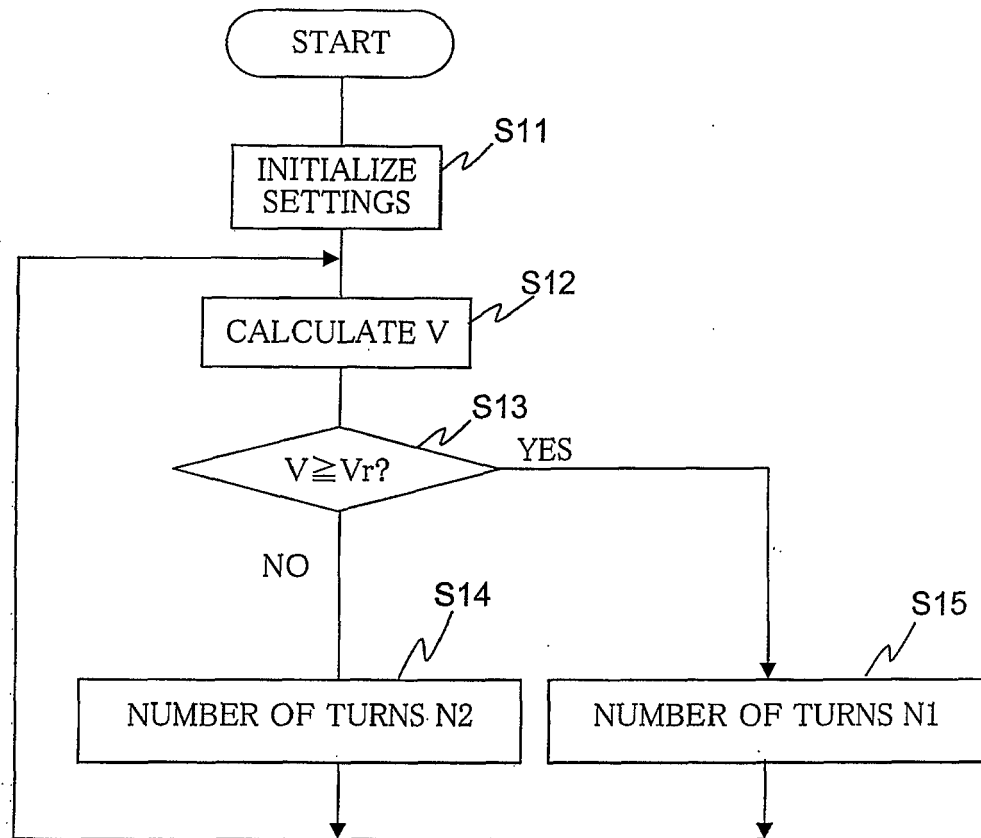 START
S11
INITIALIZE
SETTINGS
S12
CALCULATE V
S13
V≧Vr?
YES
NO
S14
S15
NUMBER OF TURNS N2
NUMBER OF TURNS N1